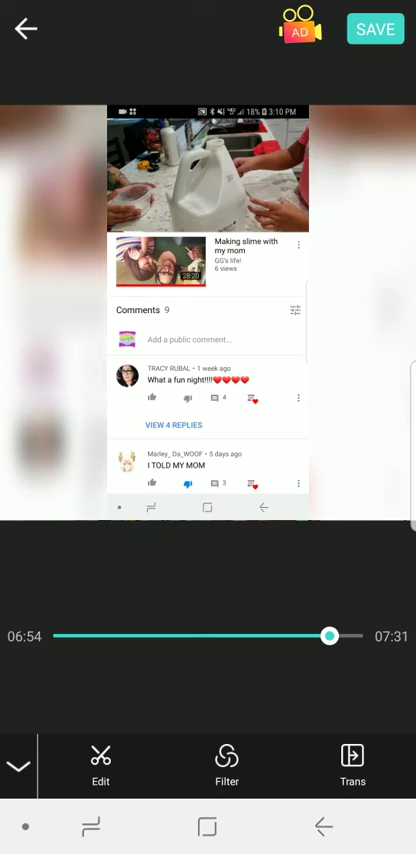 AD
SAVE
18% 3:10 PM
Making slime with
my mom
GG's life!
6 views
28:20
Comments 9
Add a public comment...
TRACY RUBAL • 1 week ago
What a fun night!!!!❤❤❤❤
4
VIEW 4 REPLIES
Marley_ Da_WOOF • 5 days ago
I TOLD MY MOM
3
06:54
07:31
Edit
Filter
Trans